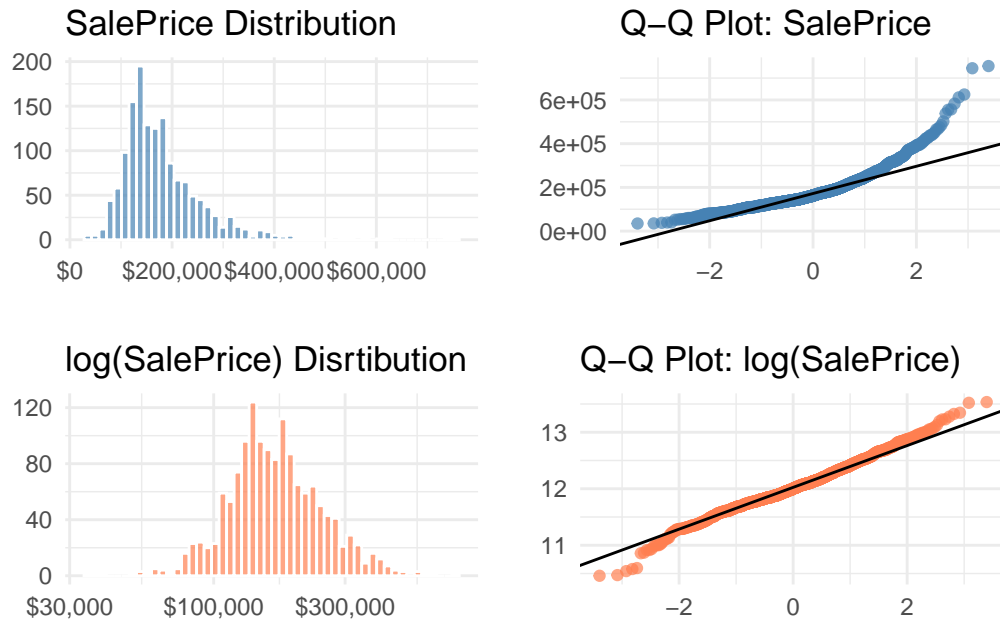 SalePrice Distribution
200
150
100
50
0
$0 $200,000 $400,000 $600,000
Q−Q Plot: SalePrice
6e+05
4e+05
2e+05
0e+00
−2 0 2
log(SalePrice) Disrtibution
120
80
40
0
$30,000 $100,000 $300,000
Q−Q Plot: log(SalePrice)
13
12
11
−2 0 2